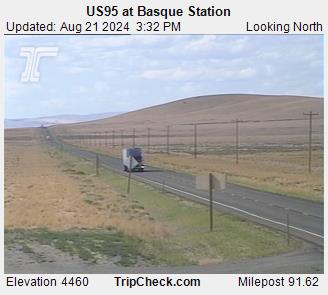 US95 at Basque Station
Updated: Aug 21 2024 3:32 PM Looking North
Elevation 4460 TripCheck.com Milepost 91.62